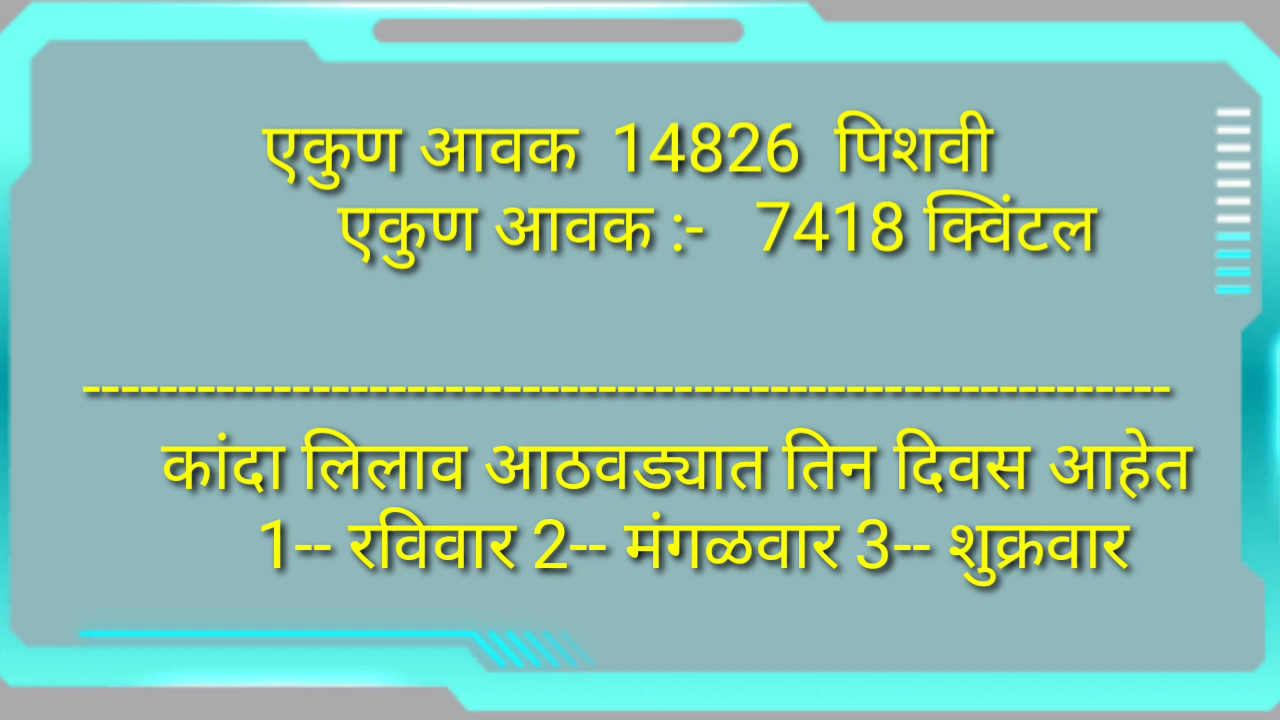 एकुण आवक 14826 पिशवी
एकुण आवक :- 7418 क्विंटल
---------------------------------------------------------
कांदा लिलाव आठवड्यात तिन दिवस आहेत
1-- रविवार 2-- मंगळवार 3-- शुक्रवार